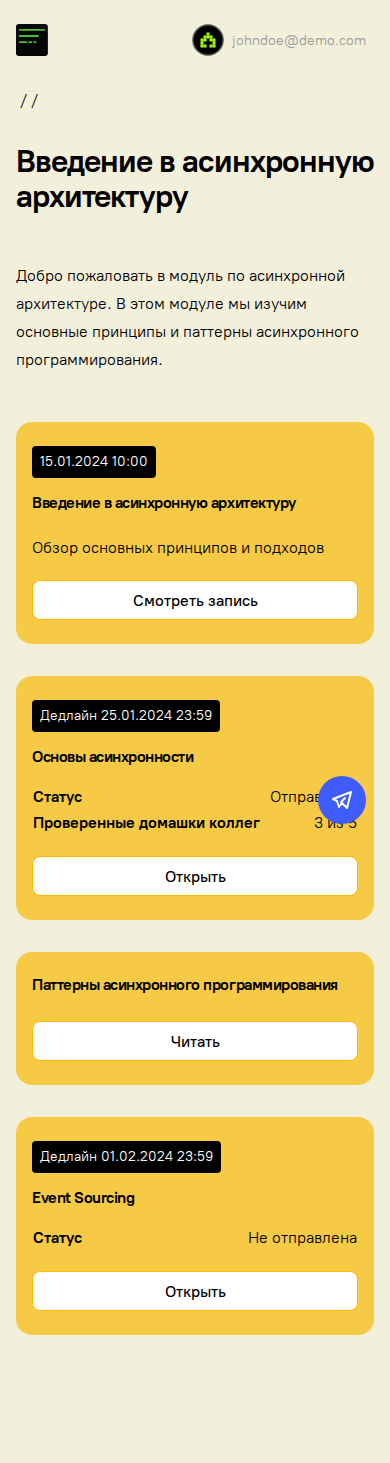 johndoe@demo.com
//
Введение в асинхронную
архитектуру
Добро пожаловать в модуль по асинхронной
архитектуре. В этом модуле мы изучим
основные принципы и паттерны асинхронного
программирования.
15.01.2024 10:00
Введение в асинхронную архитектуру
Обзор основных принципов и подходов
Смотреть запись
Дедлайн 25.01.2024 23:59
Основы асинхронности
Статус
Проверенные домашки коллег 3 из 5
Открыть
Паттерны асинхронного программирования
Читать
Дедлайн 01.02.2024 23:59
Event Sourcing
Статус Не отправлена
Открыть